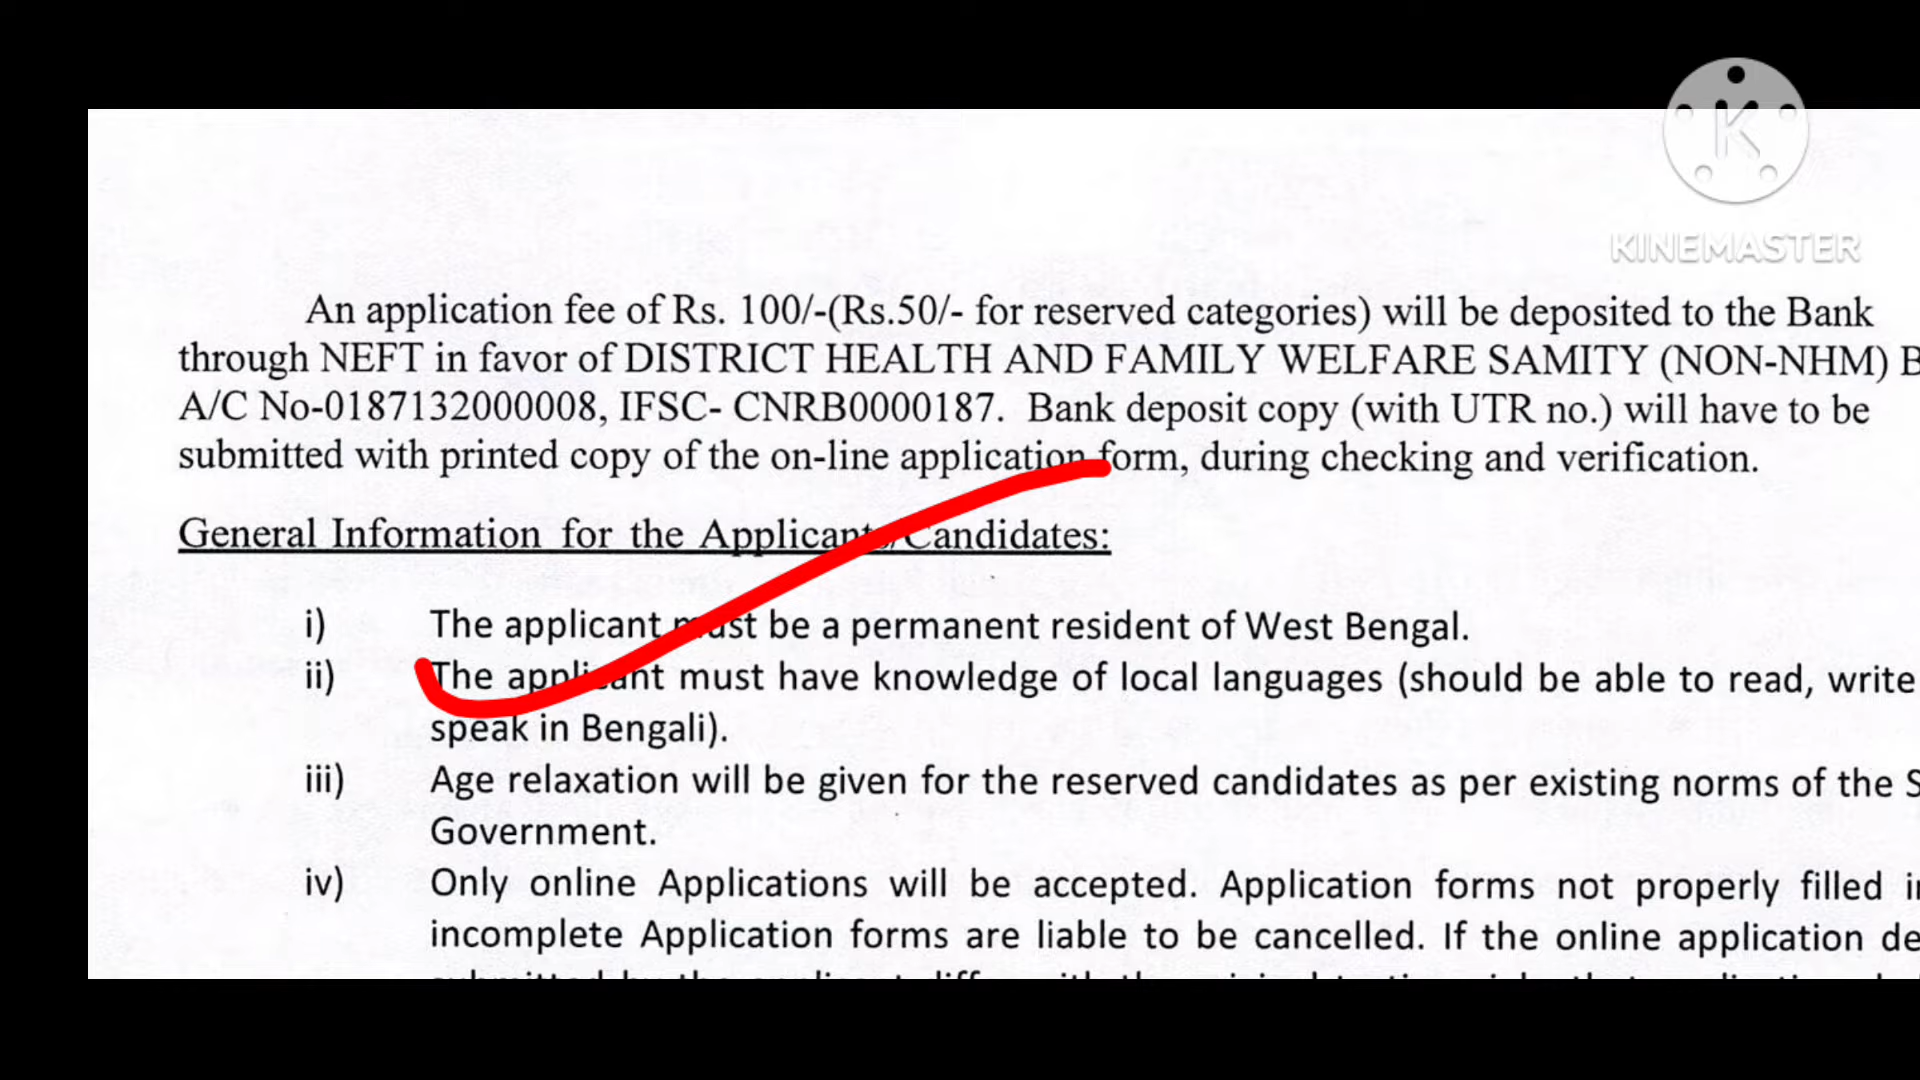 KINEMASTER
An application fee of Rs. 100/-(Rs.50/- for reserved categories) will be deposited to the Bank
through NEFT in favor of DISTRICT HEALTH AND FAMILY WELFARE SAMITY (NON-NHM) B
A/C No-0187132000008, IFSC- CNRB0000187. Bank deposit copy (with UTR no.) will have to be
submitted with printed copy of the on-line application form, during checking and verification.
General Information for the Applicants/Candidates:
i) The applicant must be a permanent resident of West Bengal.
ii) The applicant must have knowledge of local languages (should be able to read, write
speak in Bengali).
iii) Age relaxation will be given for the reserved candidates as per existing norms of the S
Government.
iv) Only online Applications will be accepted. Application forms not properly filled in
incomplete Application forms are liable to be cancelled. If the online application de